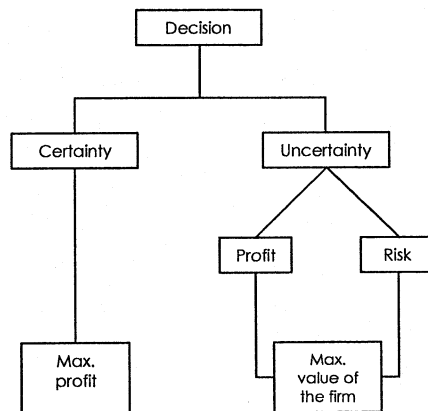 Decision
Certainty
Uncertainty
Profit
Risk
Max.
profit
Max.
value of
the firm